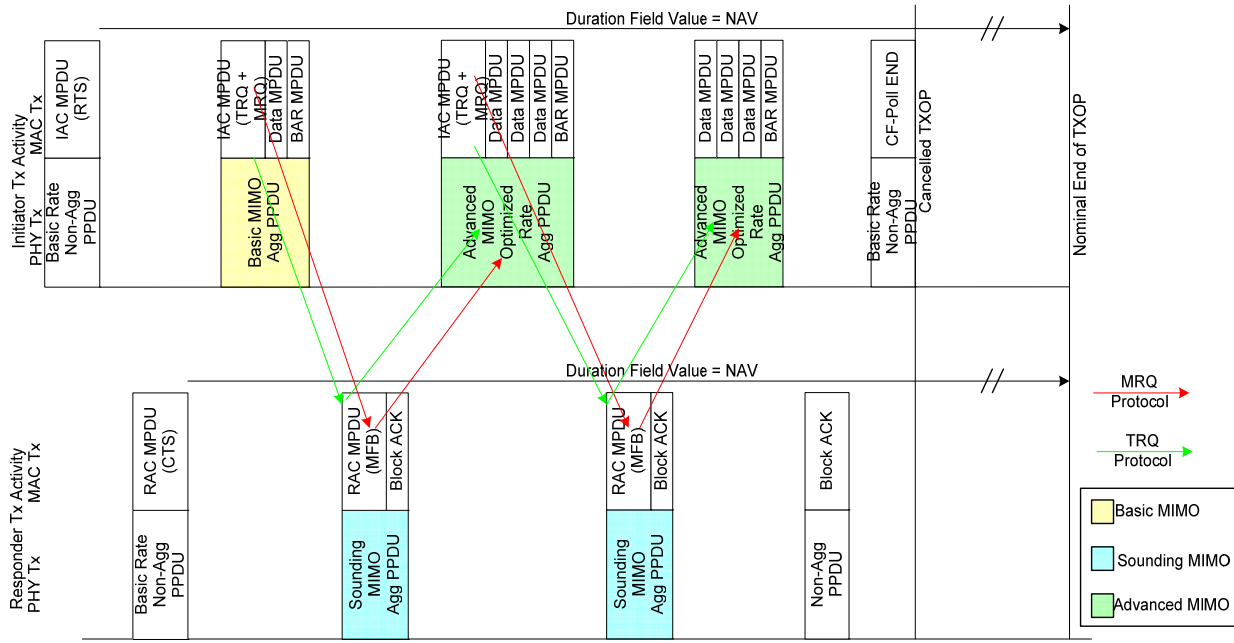 Duration Field Value = NAV
Initiator Tx Activity
MAC Tx
PHY Tx
IAC MPDU
(RTS)
Basic Rate
Non-Agg
PPDU
IAC MPDU
(TRQ +
MRQ)
Data MPDU
BAR MPDU
Basic MIMO
Agg PPDU
IAC MPDU
(TRQ +
MRQ)
Data MPDU
Data MPDU
Data MPDU
BAR MPDU
Advanced
MIMO
Optimized
Rate
Agg PPDU
Data MPDU
Data MPDU
Data MPDU
BAR MPDU
Advanced
MIMO
Optimized
Rate
Agg PPDU
CF-Poll END
Basic Rate
Non-Agg
PPDU
Cancelled TXOP
Nominal End of TXOP
Duration Field Value = NAV
Responder Tx Activity
MAC Tx
PHY Tx
RAC MPDU
(CTS)
Basic Rate
Non-Agg
PPDU
RAC MPDU
(MFB)
Block ACK
Sounding
MIMO
Agg PPDU
RAC MPDU
(MFB)
Block ACK
Sounding
MIMO
Agg PPDU
Block ACK
Non-Agg
PPDU
MRQ
Protocol
TRQ
Protocol
Basic MIMO
Sounding MIMO
Advanced MIMO